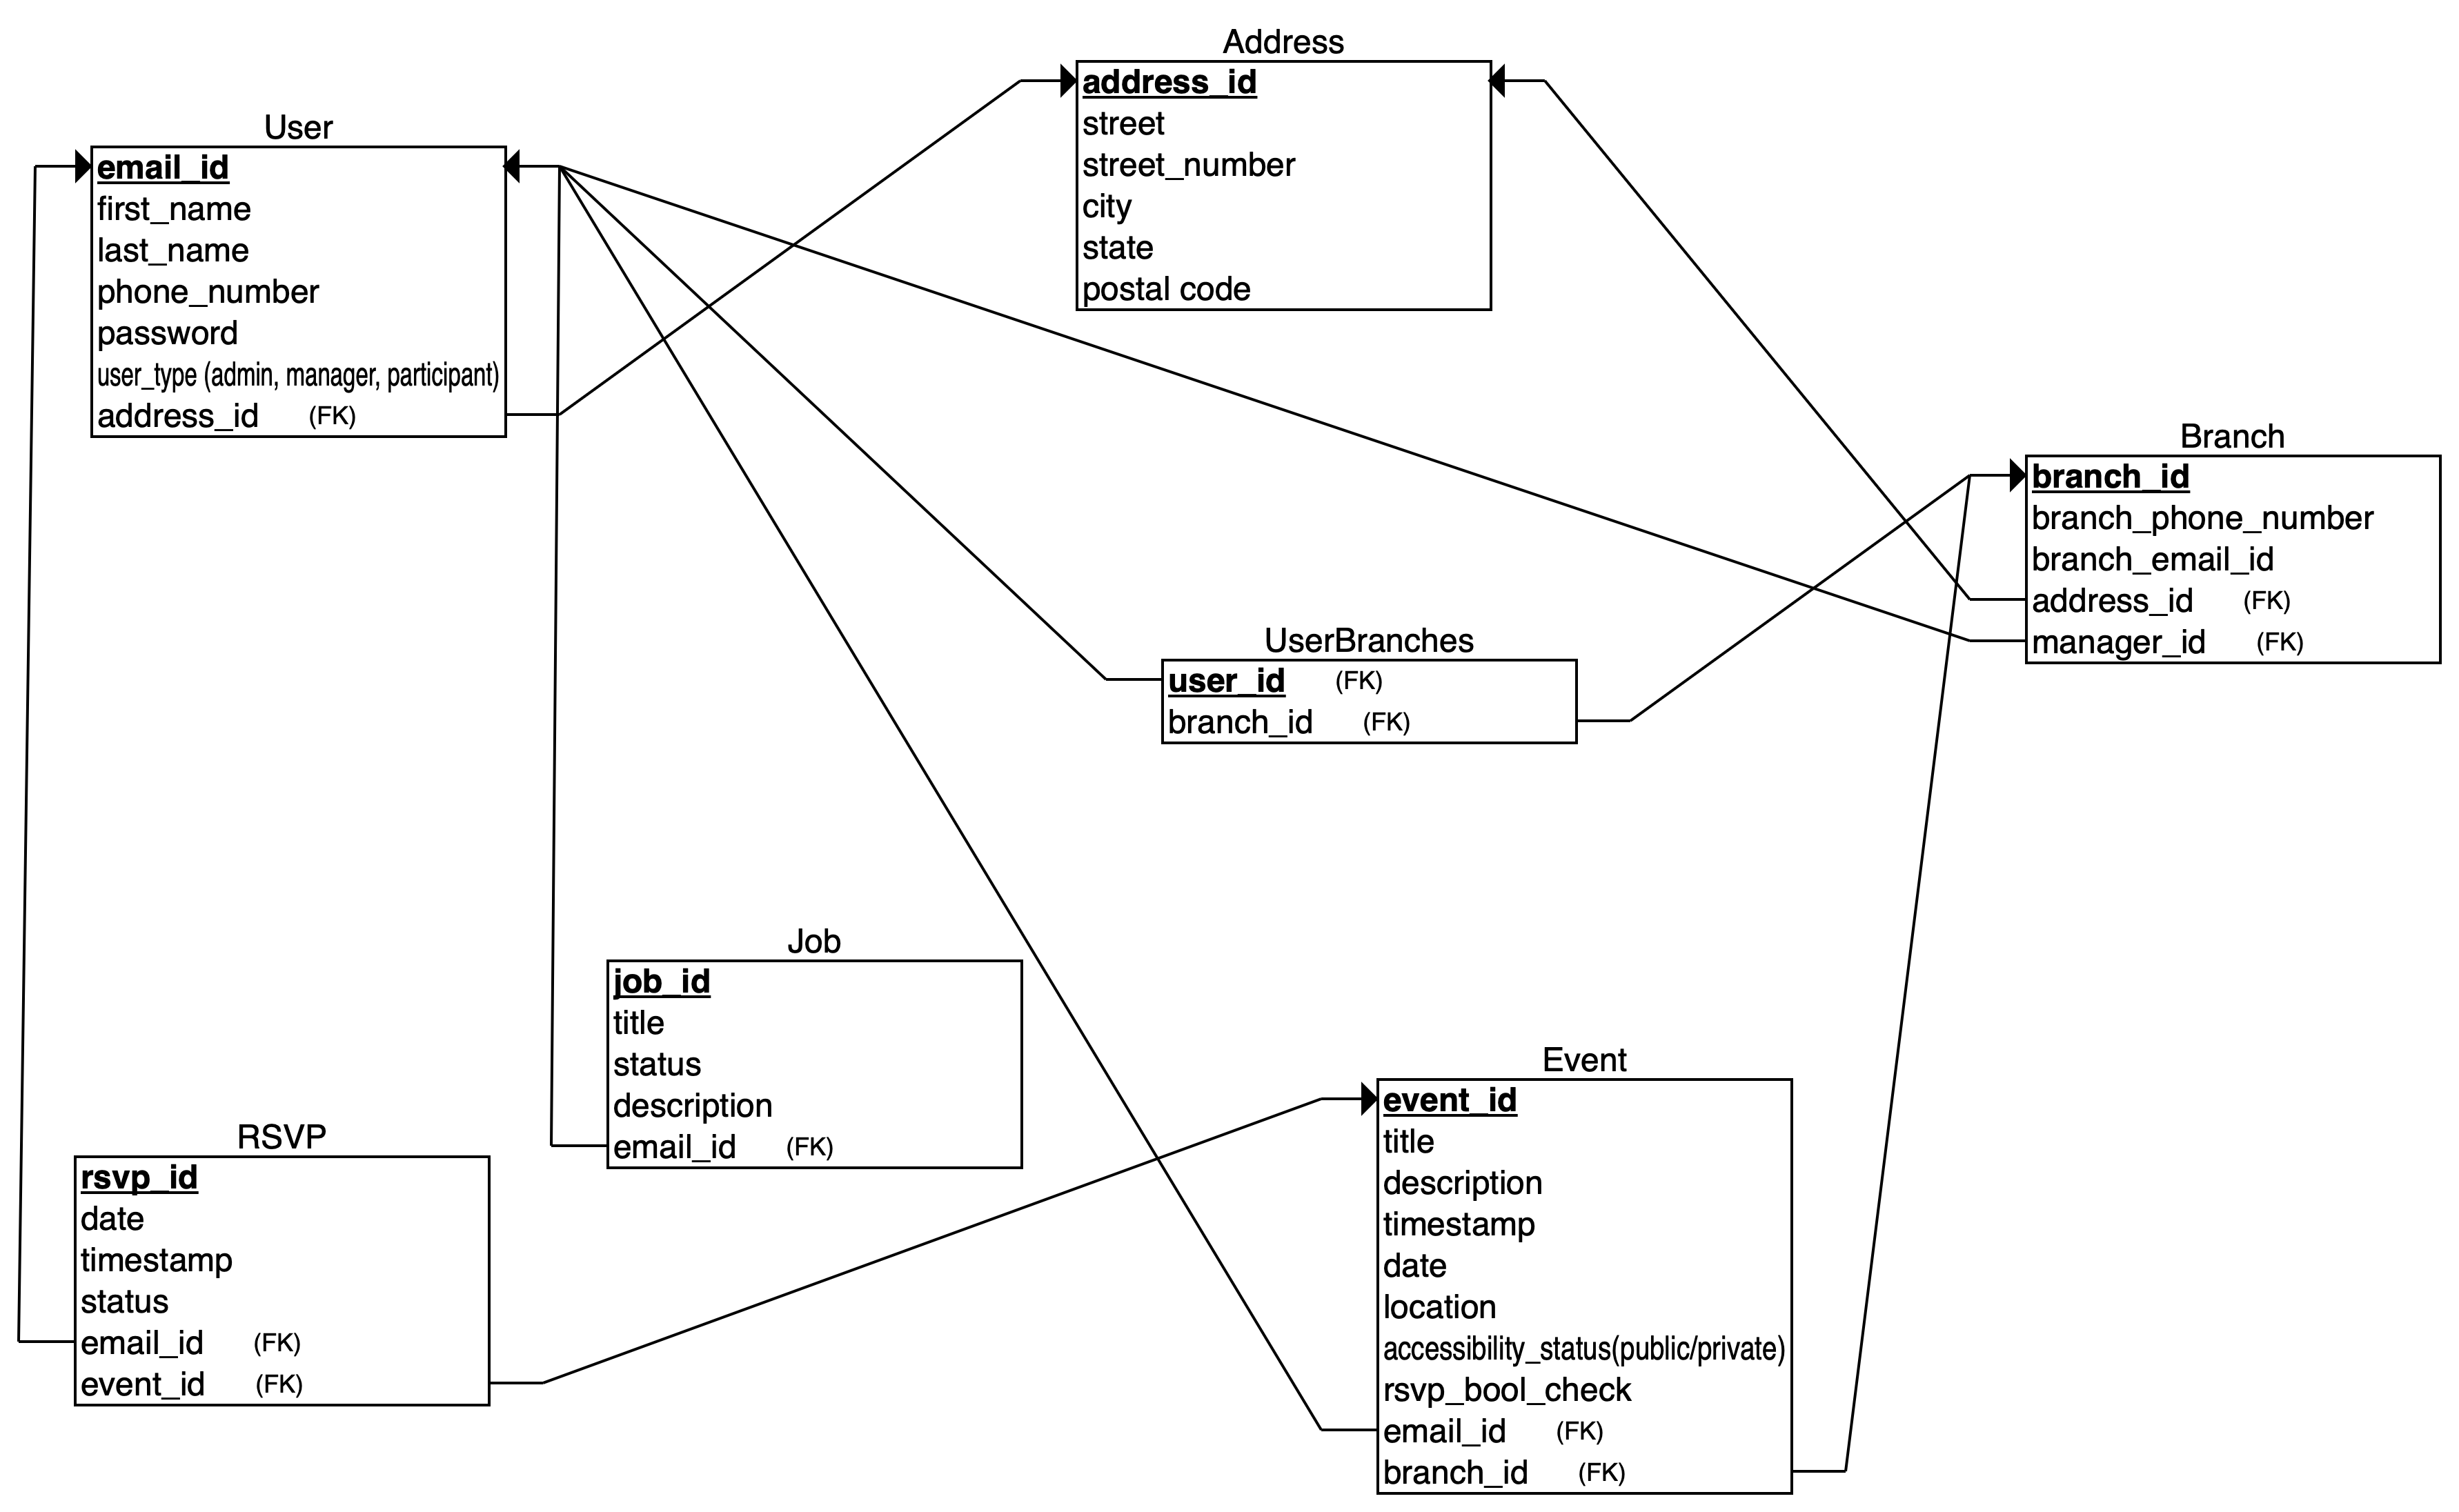 Address
address_id
street
street_number
city
state
postal code
User
email_id
first_name
last_name
phone_number
password
user_type (admin, manager, participant)
address_id (FK)
Branch
branch_id
branch_phone_number
branch_email_id
address_id (FK)
manager_id (FK)
UserBranches
user_id (FK)
branch_id (FK)
Job
job_id
title
status
description
email_id (FK)
Event
event_id
title
description
timestamp
date
location
accessibility_status(public/private)
rsvp_bool_check
email_id (FK)
branch_id (FK)
RSVP
rsvp_id
date
timestamp
status
email_id (FK)
event_id (FK)